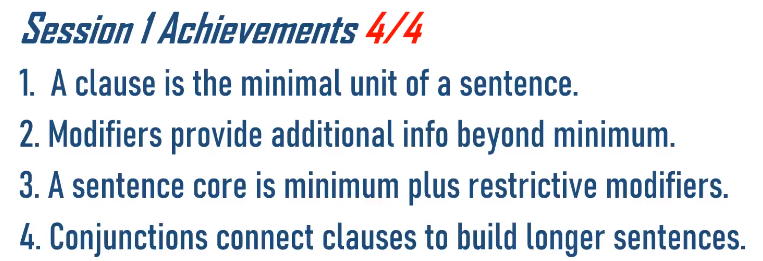 Session 1 Achievements 4/4
1. A clause is the minimal unit of a sentence.
2. Modifiers provide additional info beyond minimum.
3. A sentence core is minimum plus restrictive modifiers.
4. Conjunctions connect clauses to build longer sentences.